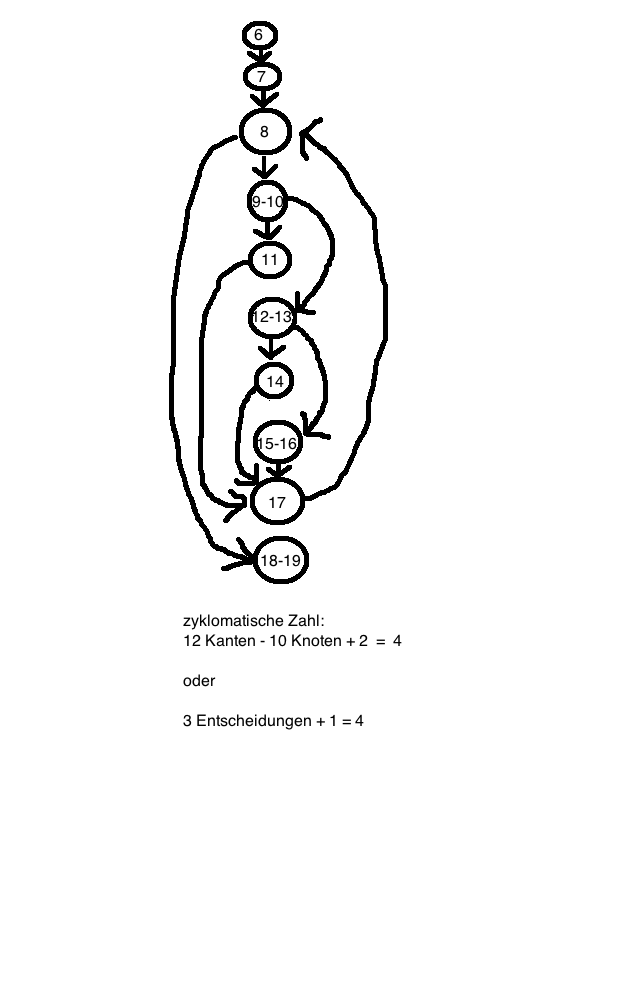 6
7
8
9-10
11
12-13
14
15-16
17
18-19
zyklomatische Zahl:
12 Kanten - 10 Knoten + 2 = 4
oder
3 Entscheidungen + 1 = 4